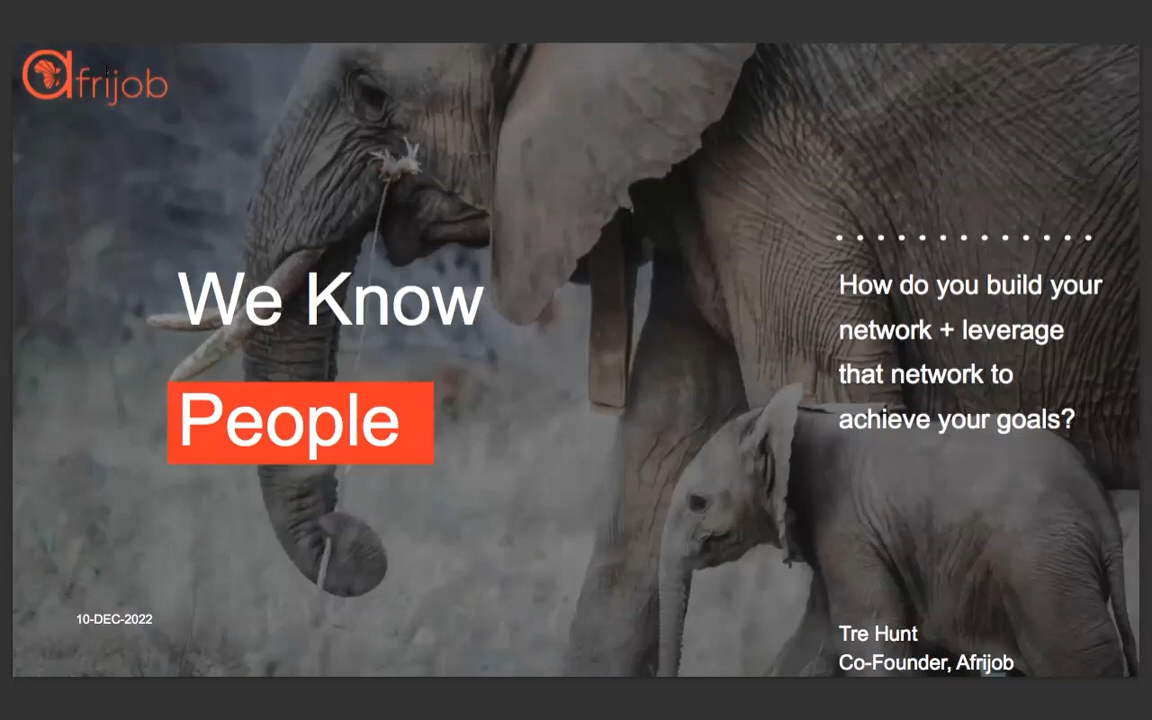 afrijob
We Know
People
How do you build your
network + leverage
that network to
achieve your goals?
10-DEC-2022
Tre Hunt
Co-Founder, Afrijob